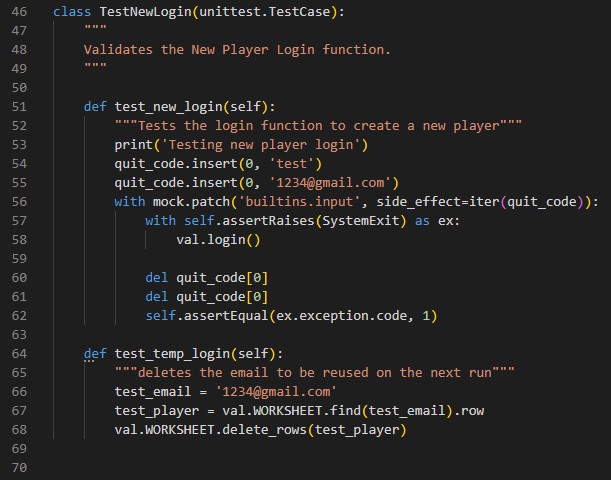 46 class TestNewLogin(unittest.TestCase):
47     """
48     Validates the New Player Login function.
49     """
50
51     def test_new_login(self):
52         """Tests the login function to create a new player"""
53         print('Testing new player login')
54         quit_code.insert(0, 'test')
55         quit_code.insert(0, '1234@gmail.com')
56         with mock.patch('builtins.input', side_effect=iter(quit_code)):
57             with self.assertRaises(SystemExit) as ex:
58                 val.login()
59
60             del quit_code[0]
61             del quit_code[0]
62             self.assertEqual(ex.exception.code, 1)
63
64     def test_temp_login(self):
65         """deletes the email to be reused on the next run"""
66         test_email = '1234@gmail.com'
67         test_player = val.WORKSHEET.find(test_email).row
68         val.WORKSHEET.delete_rows(test_player)
69
70